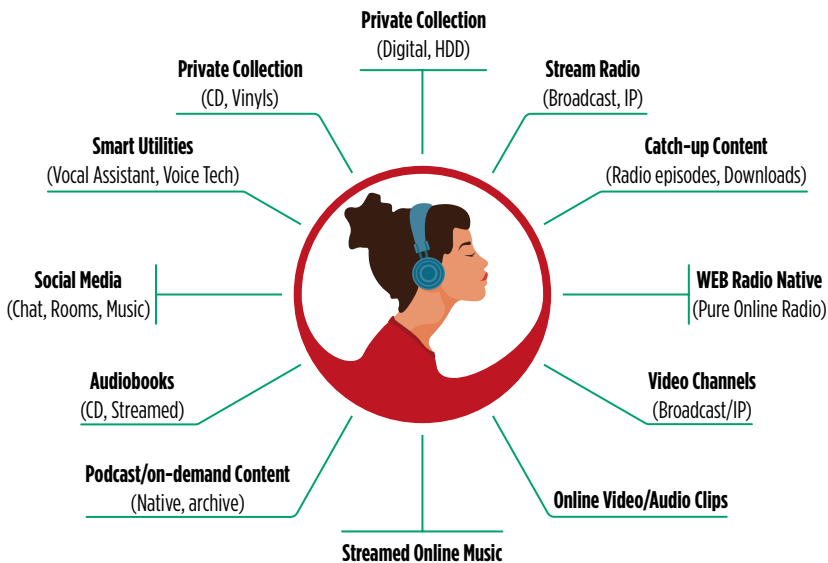 Private Collection
(Digital, HDD)
Stream Radio
(Broadcast, IP)
Catch-up Content
(Radio episodes, Downloads)
WEB Radio Native
(Pure Online Radio)
Video Channels
(Broadcast/IP)
Online Video/Audio Clips
Streamed Online Music
Podcast/on-demand Content
(Native, archive)
Audiobooks
(CD, Streamed)
Social Media
(Chat, Rooms, Music)
Smart Utilities
(Vocal Assistant, Voice Tech)
Private Collection
(CD, Vinyls)